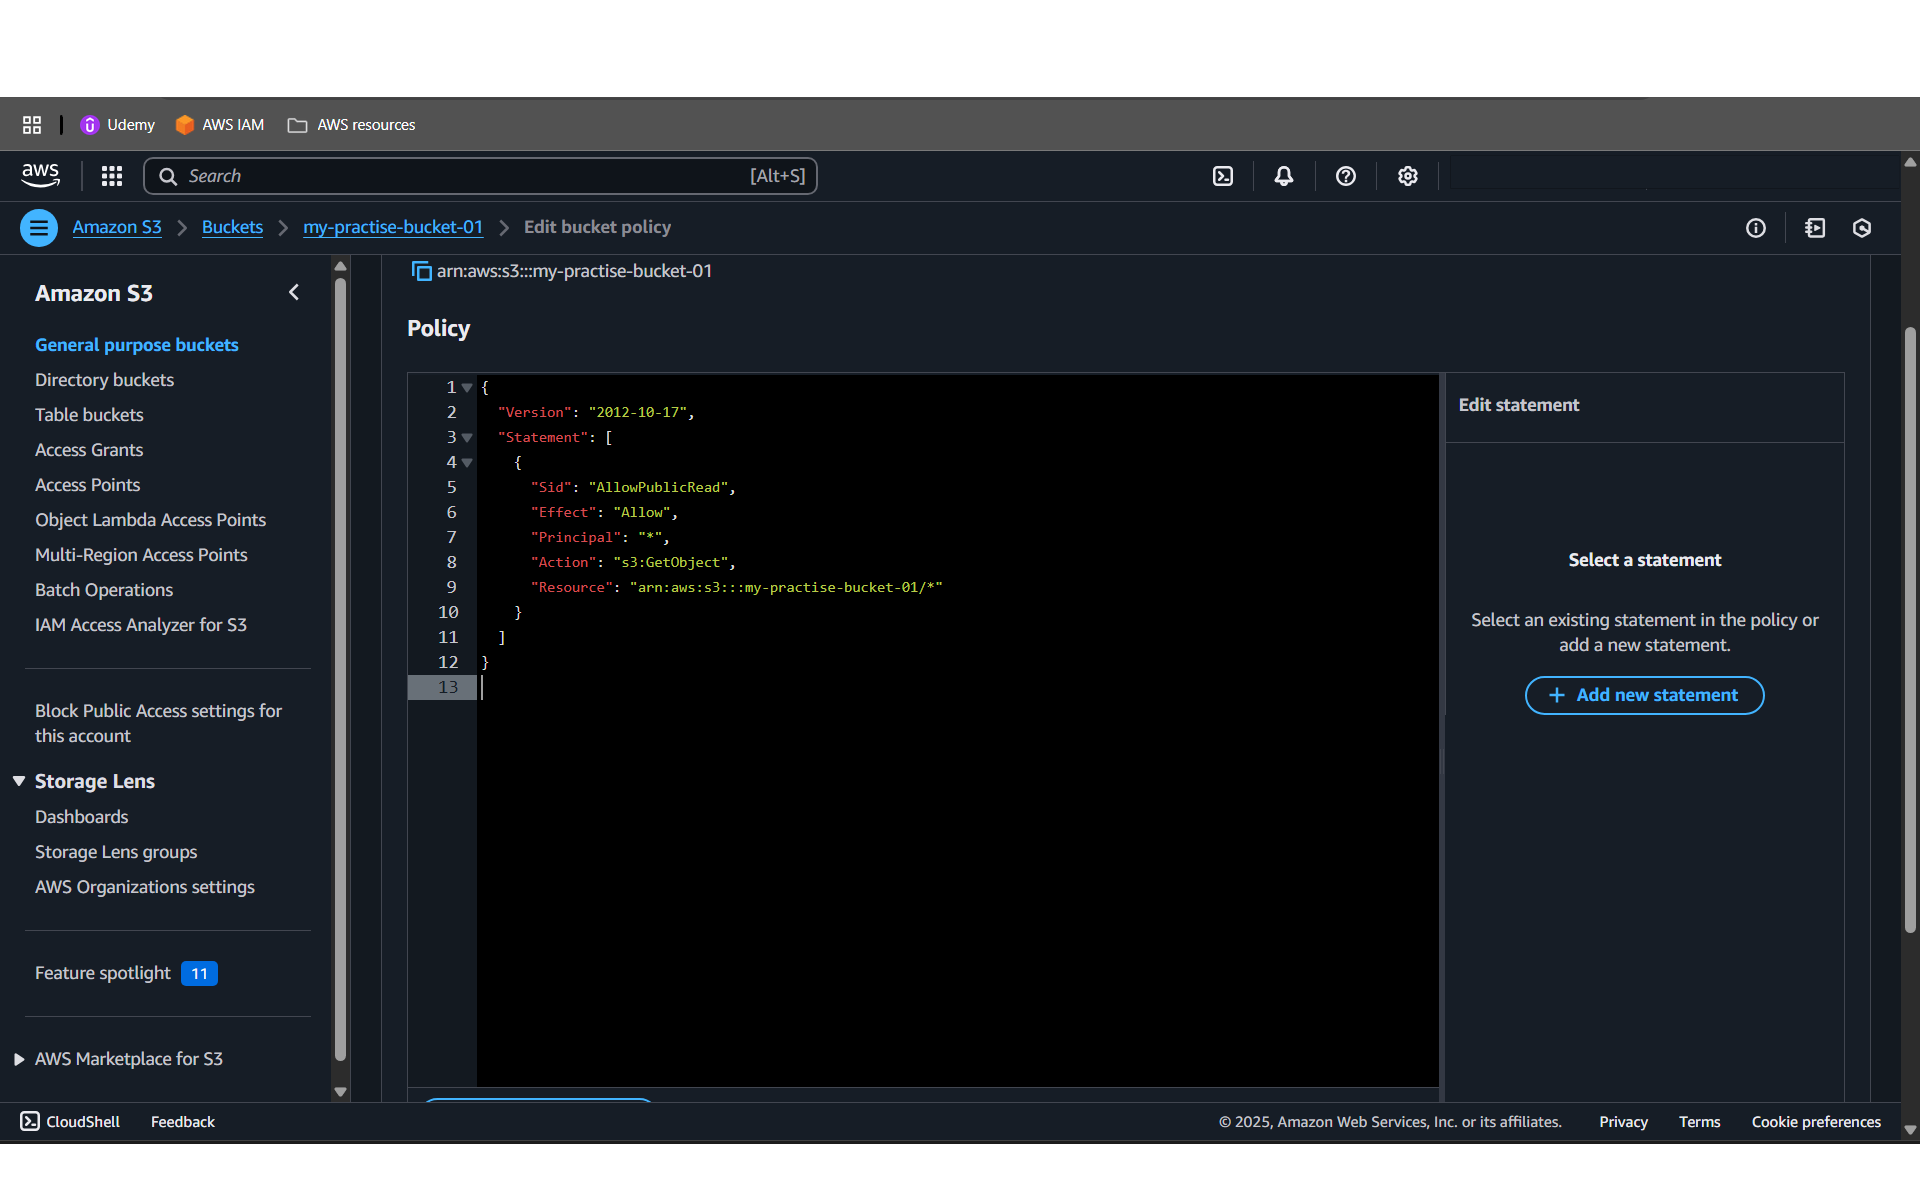 Udemy AWS IAM AWS resources
aws Search [Alt+S]
Amazon S3 Buckets my-practise-bucket-01 Edit bucket policy
Amazon S3
General purpose buckets
Directory buckets
Table buckets
Access Grants
Access Points
Object Lambda Access Points
Multi-Region Access Points
Batch Operations
IAM Access Analyzer for S3
Block Public Access settings for
this account
Storage Lens
Dashboards
Storage Lens groups
AWS Organizations settings
Feature spotlight 11
AWS Marketplace for S3
arn:aws:s3:::my-practise-bucket-01
Policy
1 {
2 "Version": "2012-10-17",
3 "Statement": [
4 {
5 "Sid": "AllowPublicRead",
6 "Effect": "Allow",
7 "Principal": "*",
8 "Action": "s3:GetObject",
9 "Resource": "arn:aws:s3:::my-practise-bucket-01/*"
10 }
11 ]
12 }
13
Edit statement
Select a statement
Select an existing statement in the policy or
add a new statement.
+ Add new statement
CloudShell Feedback © 2025, Amazon Web Services, Inc. or its affiliates. Privacy Terms Cookie preferences